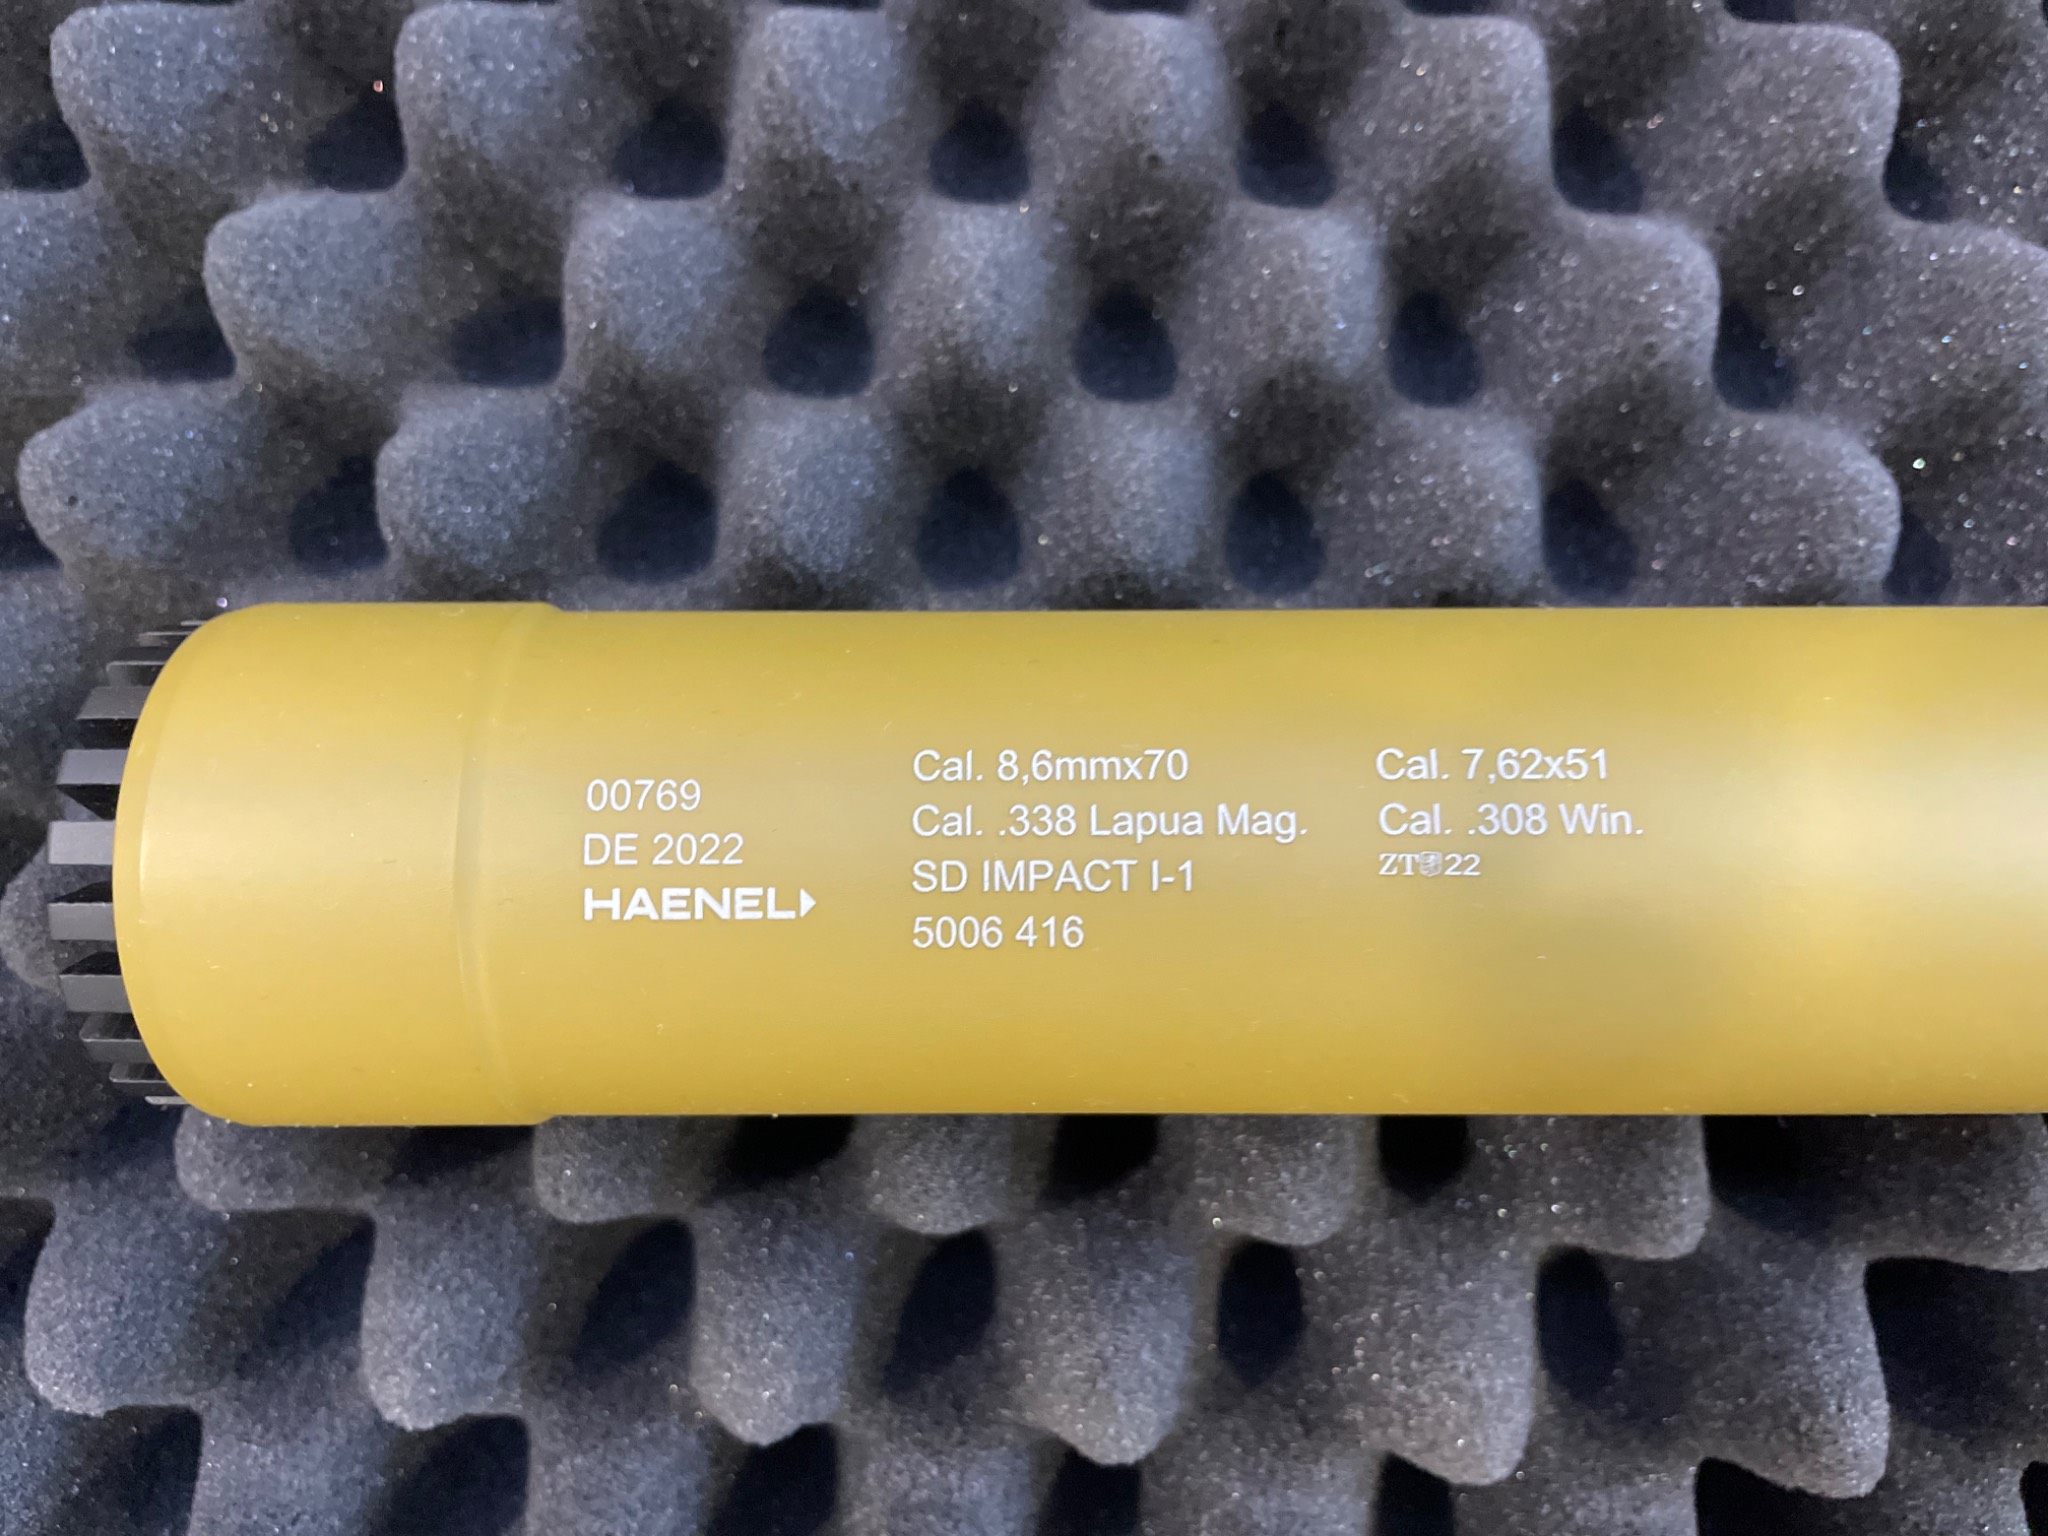 00769
DE 2022
HAENEL
Cal. 8,6mmx70
Cal. .338 Lapua Mag.
SD IMPACT I-1
5006 416
Cal. 7,62x51
Cal. .308 Win.
ZT 22